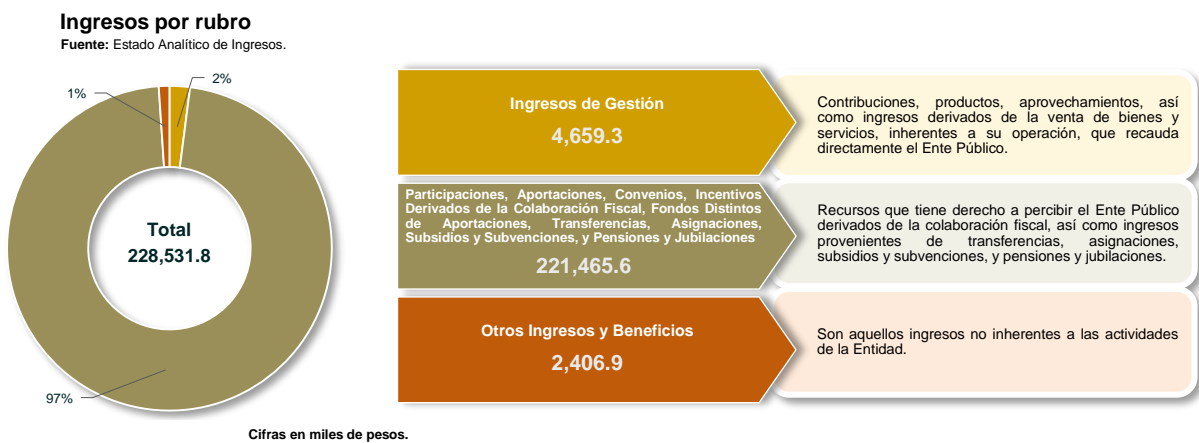 Ingresos por rubro
Fuente: Estado Analítico de Ingresos.
2%
1%
Total
228,531.8
97%
Ingresos de Gestión
4,659.3
Contribuciones, productos, aprovechamientos, así
como ingresos derivados de la venta de bienes y
servicios, inherentes a su operación, que recauda
directamente el Ente Público.
Participaciones, Aportaciones, Convenios, Incentivos
Derivados de la Colaboración Fiscal, Fondos Distintos
de Aportaciones, Transferencias, Asignaciones,
Subsidios y Subvenciones, y Pensiones y Jubilaciones
221,465.6
Recursos que tiene derecho a percibir el Ente Público
derivados de la colaboración fiscal, así como ingresos
provenientes de transferencias, asignaciones,
subsidios y subvenciones, y pensiones y jubilaciones.
Otros Ingresos y Beneficios
2,406.9
Son aquellos ingresos no inherentes a las actividades
de la Entidad.
Cifras en miles de pesos.